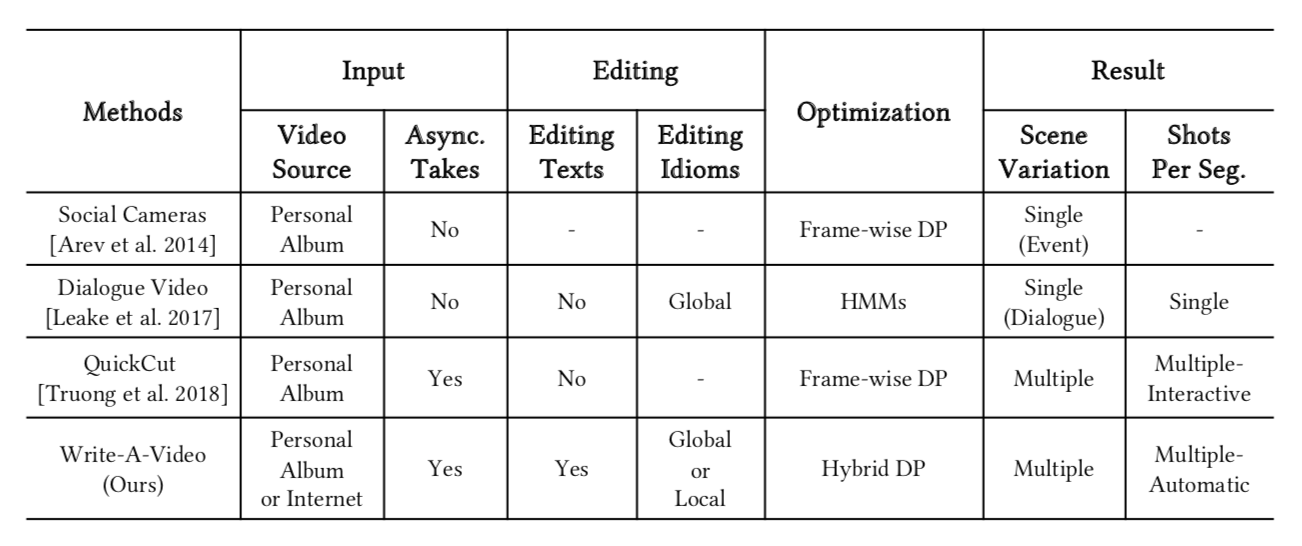 Methods
Input
Editing
Optimization
Result
Video
Source
Async.
Takes
Editing
Texts
Editing
Idioms
Scene
Variation
Shots
Per Seg.
Social Cameras
[Arev et al. 2014]
Personal
Album
No
-
-
Frame-wise DP
Single
(Event)
-
Dialogue Video
[Leake et al. 2017]
Personal
Album
No
No
Global
HMMs
Single
(Dialogue)
Single
QuickCut
[Truong et al. 2018]
Personal
Album
Yes
No
-
Frame-wise DP
Multiple
Multiple-
Interactive
Write-A-Video
(Ours)
Personal
Album
or Internet
Yes
Yes
Global
or
Local
Hybrid DP
Multiple
Multiple-
Automatic